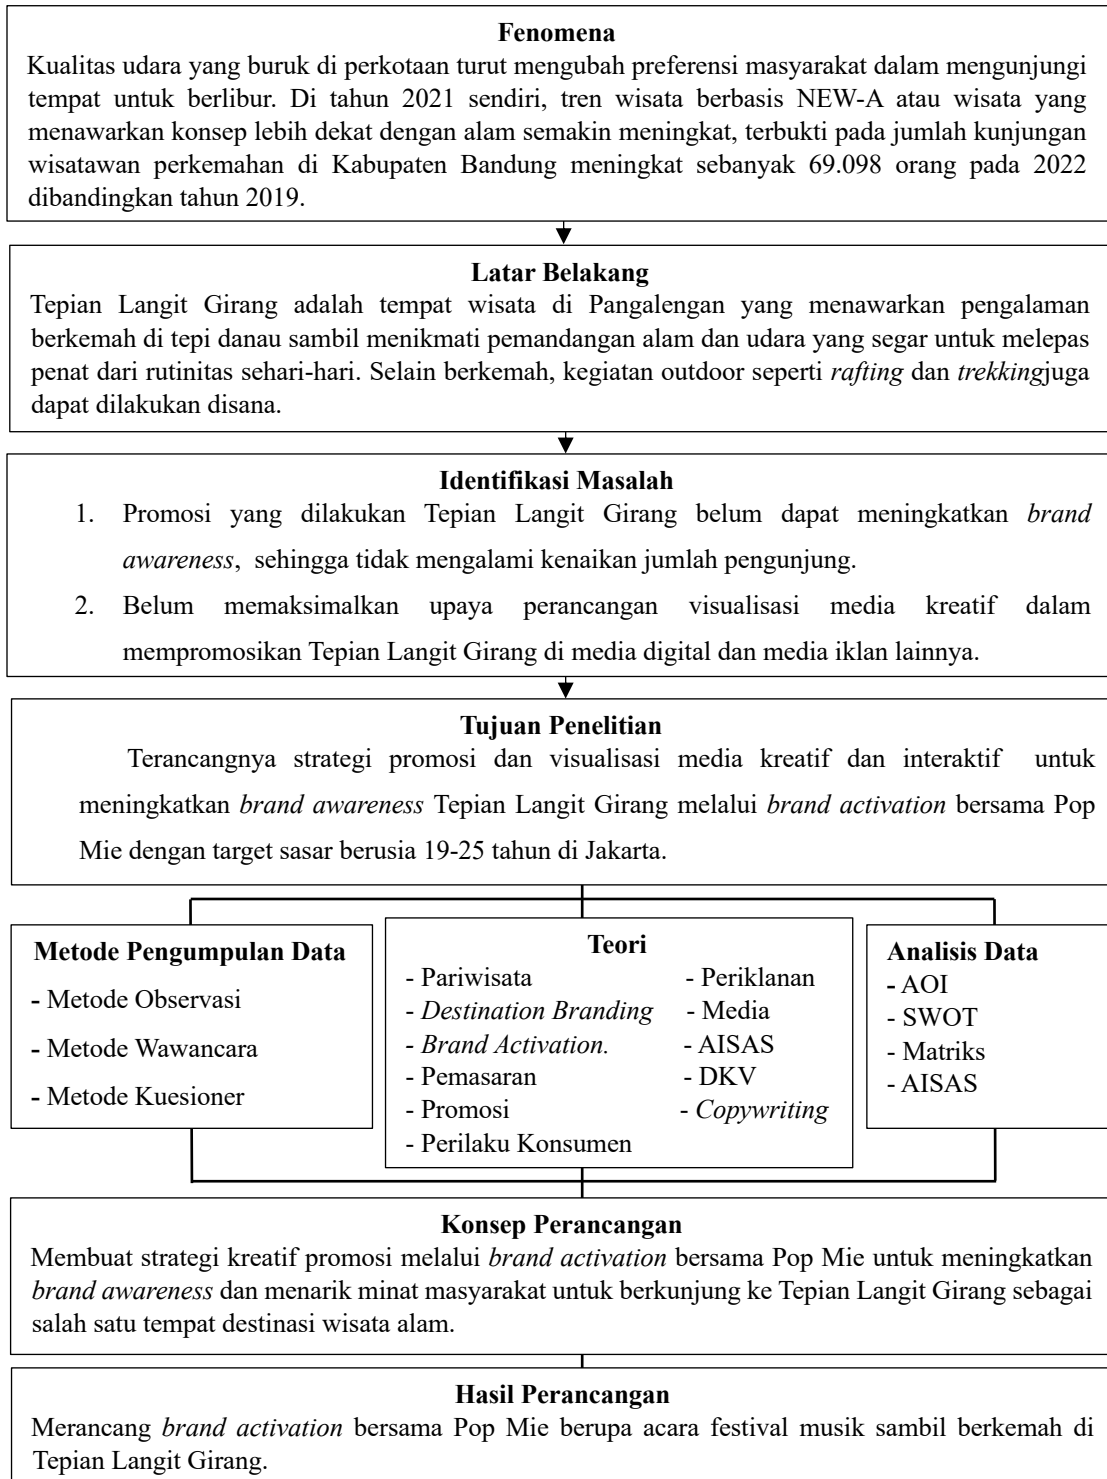 Fenomena
Kualitas udara yang buruk di perkotaan turut mengubah preferensi masyarakat dalam mengunjungi
tempat untuk berlibur. Di tahun 2021 sendiri, tren wisata berbasis NEW-A atau wisata yang
menawarkan konsep lebih dekat dengan alam semakin meningkat, terbukti pada jumlah kunjungan
wisatawan perkemahan di Kabupaten Bandung meningkat sebanyak 69.098 orang pada 2022
dibandingkan tahun 2019.
Latar Belakang
Tepian Langit Girang adalah tempat wisata di Pangalengan yang menawarkan pengalaman
berkemah di tepi danau sambil menikmati pemandangan alam dan udara yang segar untuk melepas
penat dari rutinitas sehari-hari. Selain berkemah, kegiatan outdoor seperti rafting dan trekkingjuga
dapat dilakukan disana.
Identifikasi Masalah
1. Promosi yang dilakukan Tepian Langit Girang belum dapat meningkatkan brand
awareness, sehingga tidak mengalami kenaikan jumlah pengunjung.
2. Belum memaksimalkan upaya perancangan visualisasi media kreatif dalam
mempromosikan Tepian Langit Girang di media digital dan media iklan lainnya.
Tujuan Penelitian
Terancangnya strategi promosi dan visualisasi media kreatif dan interaktif untuk
meningkatkan brand awareness Tepian Langit Girang melalui brand activation bersama Pop
Mie dengan target sasar berusia 19-25 tahun di Jakarta.
Metode Pengumpulan Data
- Metode Observasi
- Metode Wawancara
- Metode Kuesioner
Teori
- Pariwisata
- Destination Branding
- Brand Activation.
- Pemasaran
- Promosi
- Perilaku Konsumen
- Periklanan
- Media
- AISAS
- DKV
- Copywriting
Analisis Data
- AOI
- SWOT
- Matriks
- AISAS
Konsep Perancangan
Membuat strategi kreatif promosi melalui brand activation bersama Pop Mie untuk meningkatkan
brand awareness dan menarik minat masyarakat untuk berkunjung ke Tepian Langit Girang sebagai
salah satu tempat destinasi wisata alam.
Hasil Perancangan
Merancang brand activation bersama Pop Mie berupa acara festival musik sambil berkemah di
Tepian Langit Girang.